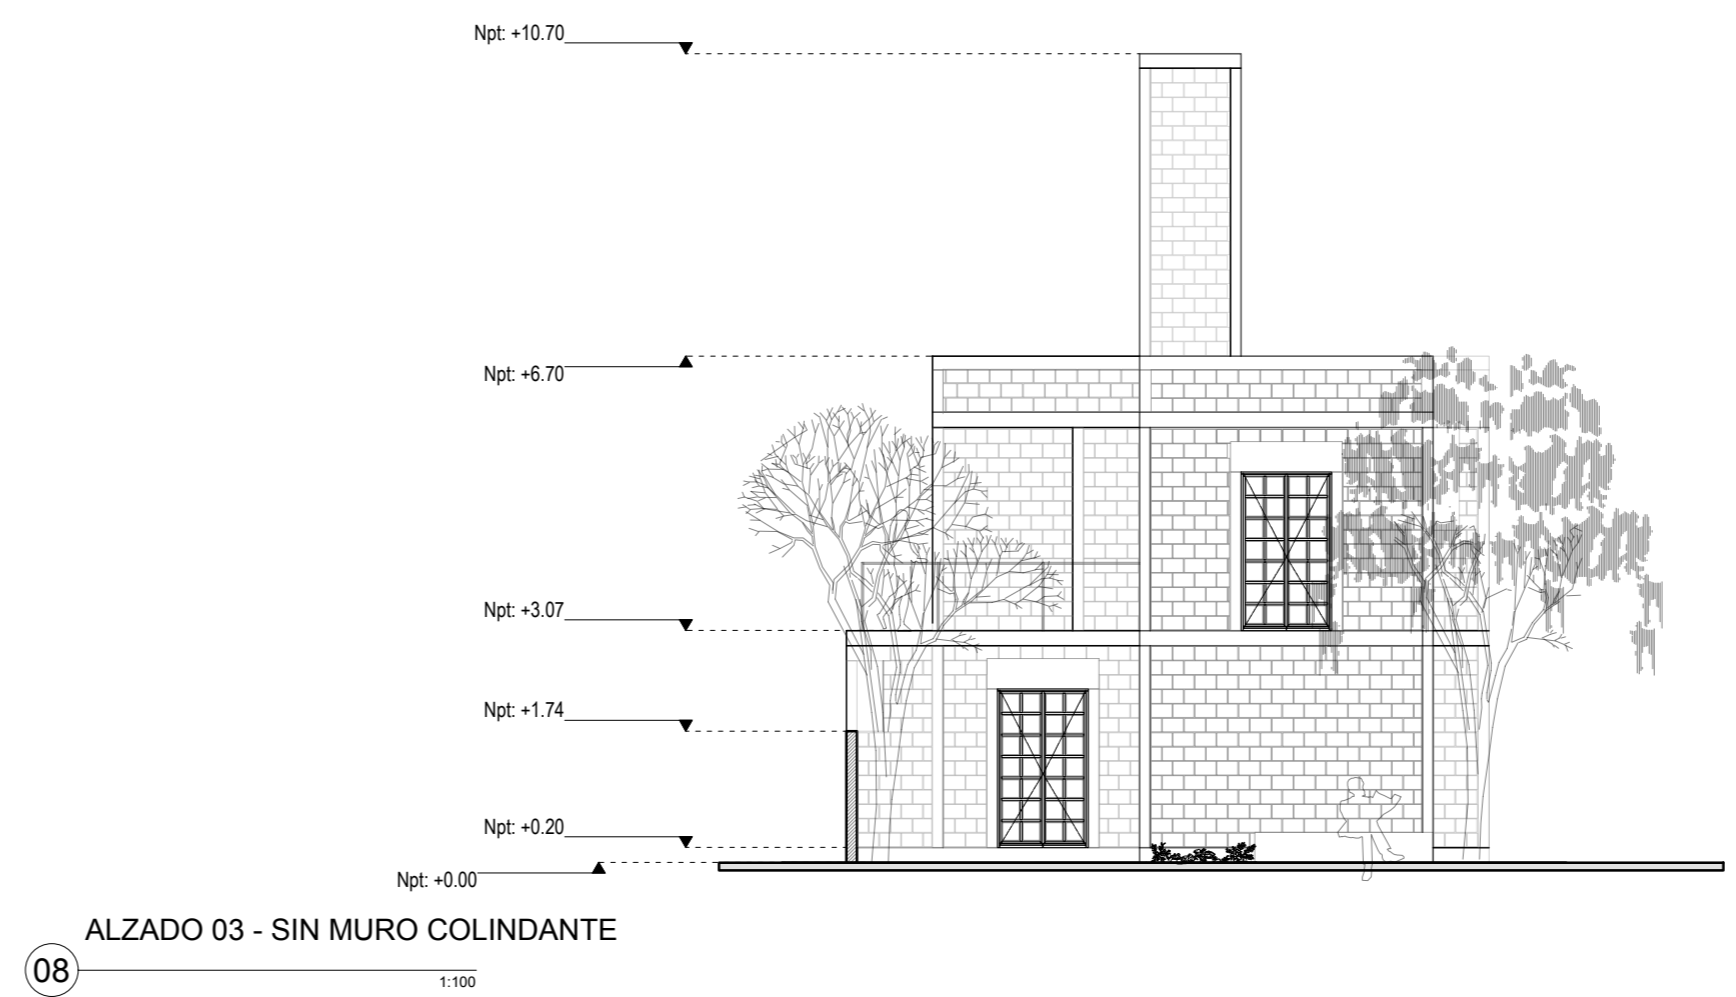 Npt: +10.70
Npt: +6.70
Npt: +3.07
Npt: +1.74
Npt: +0.20
Npt: +0.00
ALZADO 03 - SIN MURO COLINDANTE
08
1:100